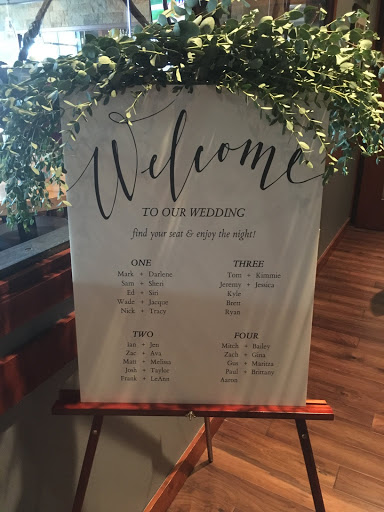 Welcome
TO OUR WEDDING
find your seat & enjoy the night!
ONE
Mark + Darlene
Sam + Sheri
Ed + Siri
Wade + Jacque
Nick + Tracy
TWO
Ian + Jen
Zac + Ava
Matt + Melissa
Josh + Taylor
Frank + LeAnn
THREE
Tom + Kimmie
Jeremy + Jessica
Kyle
Brett
Ryan
FOUR
Mitch + Bailey
Zach + Gina
Gus + Maritza
Paul + Brittany
Aaron